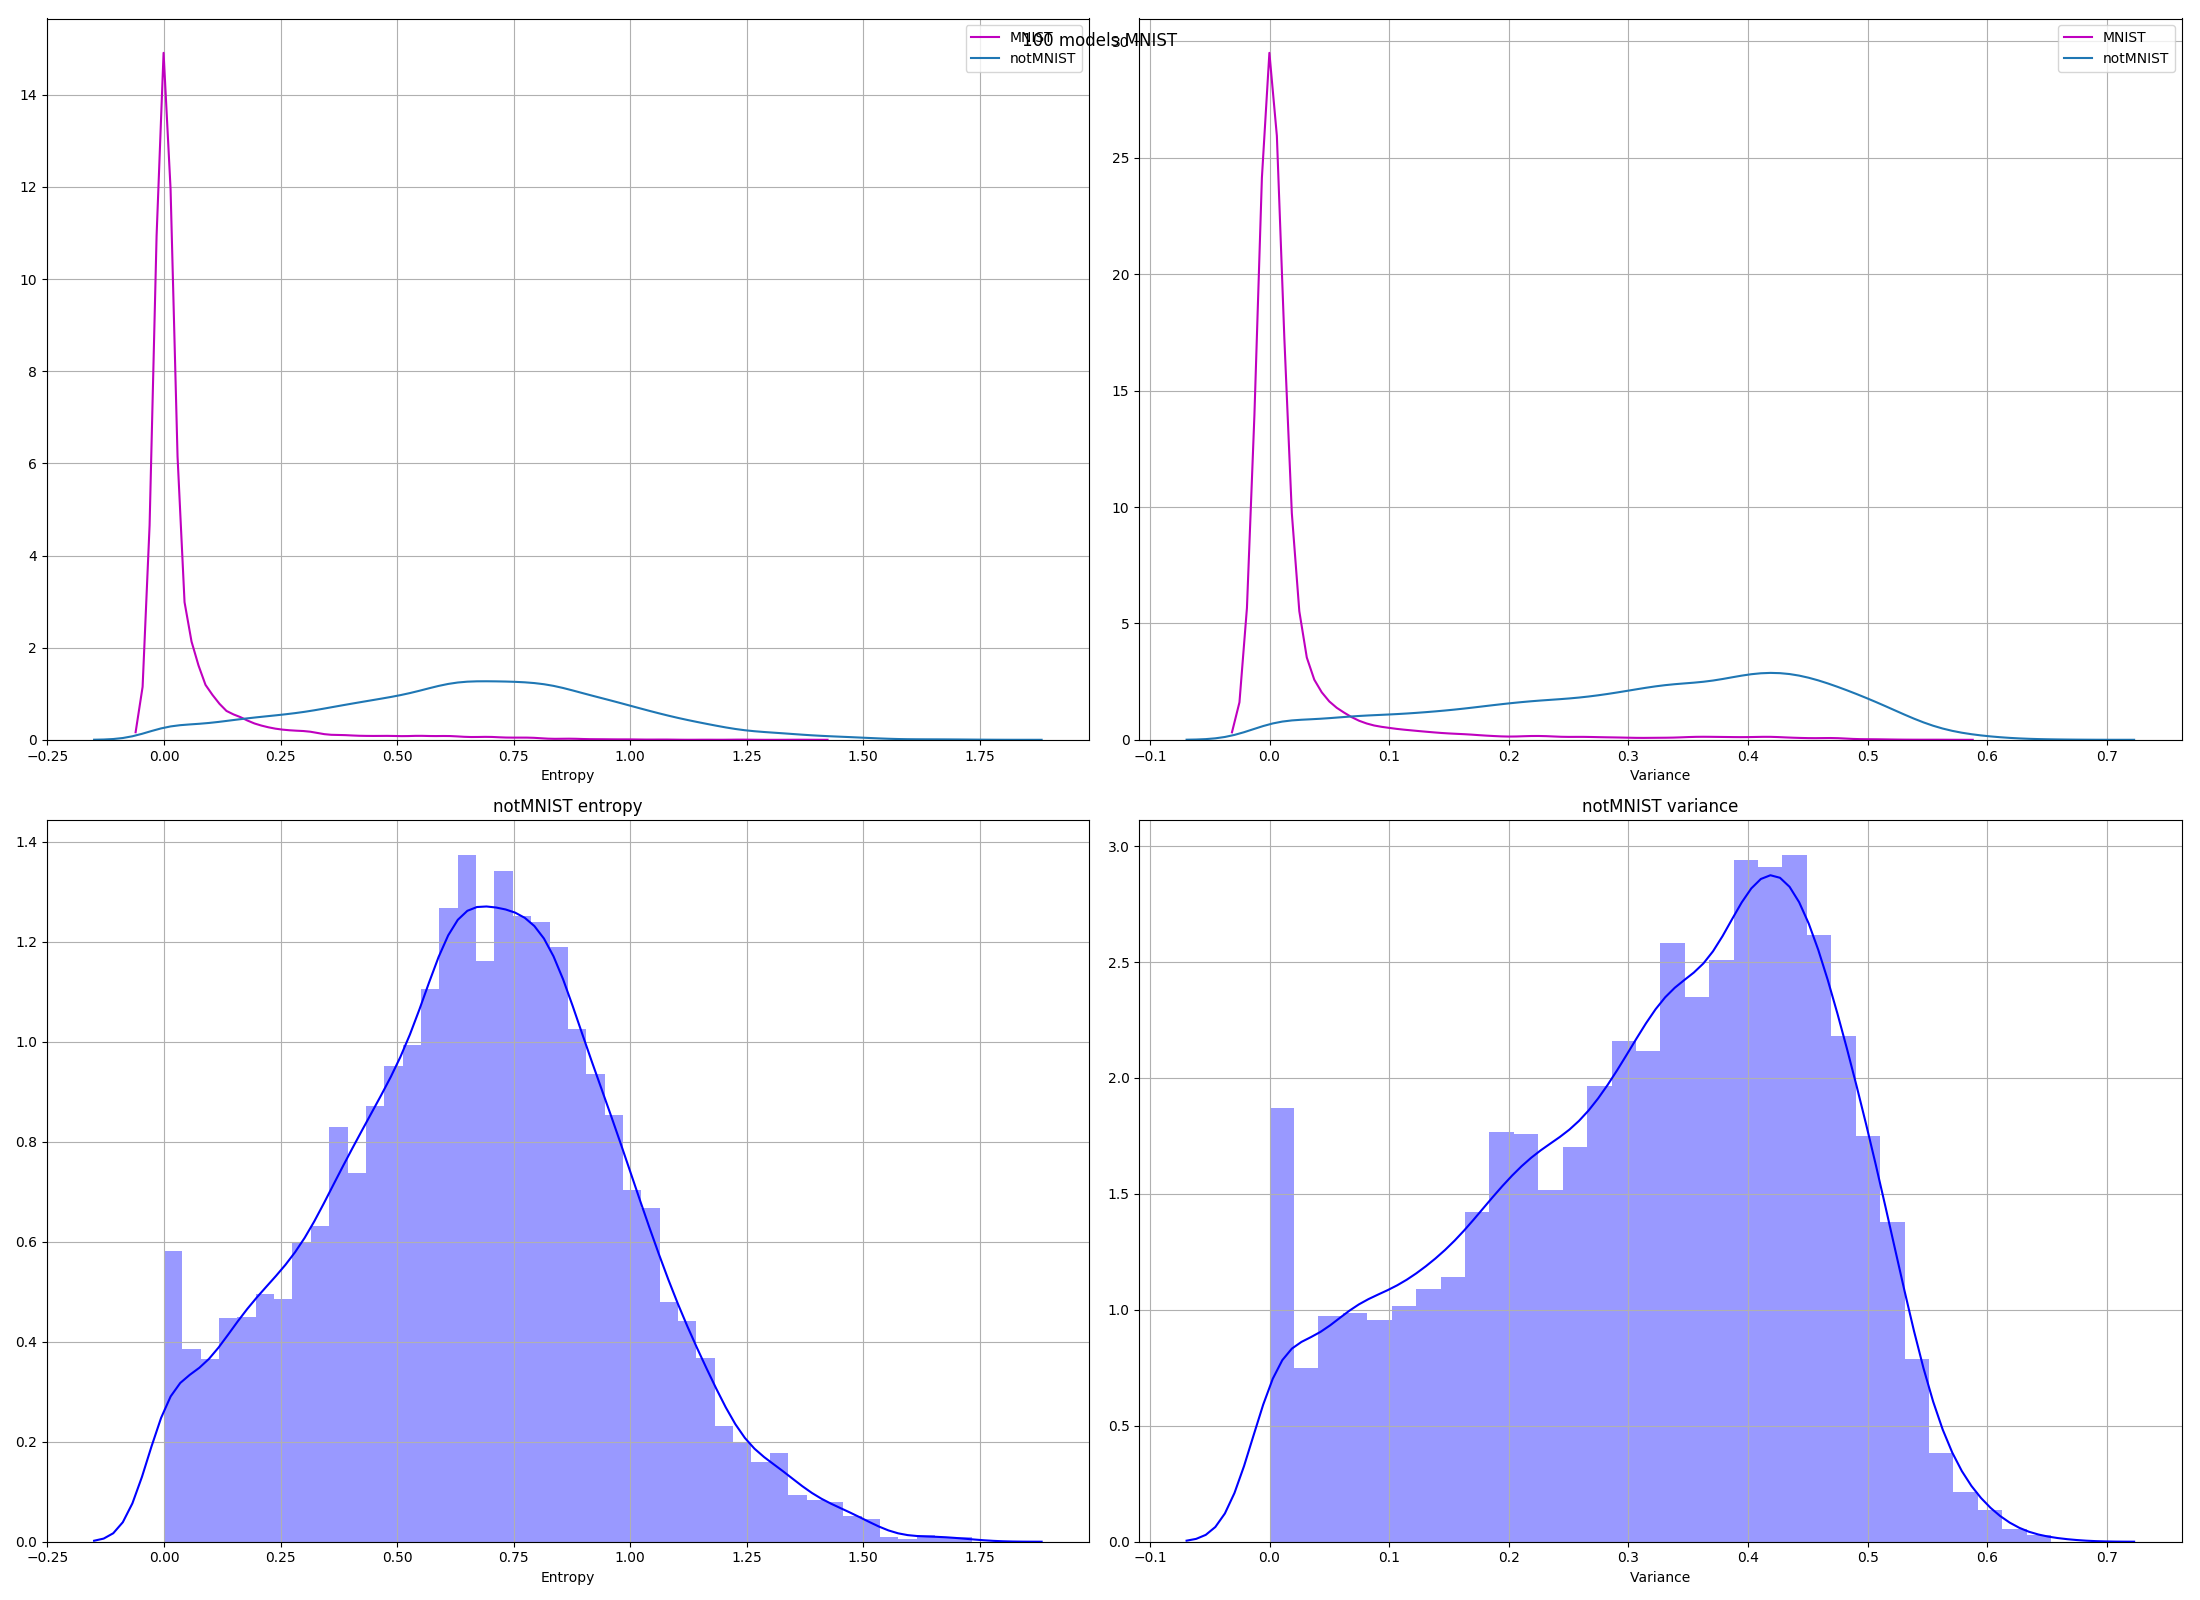 100 models MNIST
MNIST
notMNIST
14
12
10
8
6
4
2
0
−0.25 0.00 0.25 0.50 0.75 1.00 1.25 1.50 1.75
Entropy
MNIST
notMNIST
30
25
20
15
10
5
0
−0.1 0.0 0.1 0.2 0.3 0.4 0.5 0.6 0.7
Variance
notMNIST entropy
1.4
1.2
1.0
0.8
0.6
0.4
0.2
0.0
−0.25 0.00 0.25 0.50 0.75 1.00 1.25 1.50 1.75
Entropy
notMNIST variance
3.0
2.5
2.0
1.5
1.0
0.5
0.0
−0.1 0.0 0.1 0.2 0.3 0.4 0.5 0.6 0.7
Variance